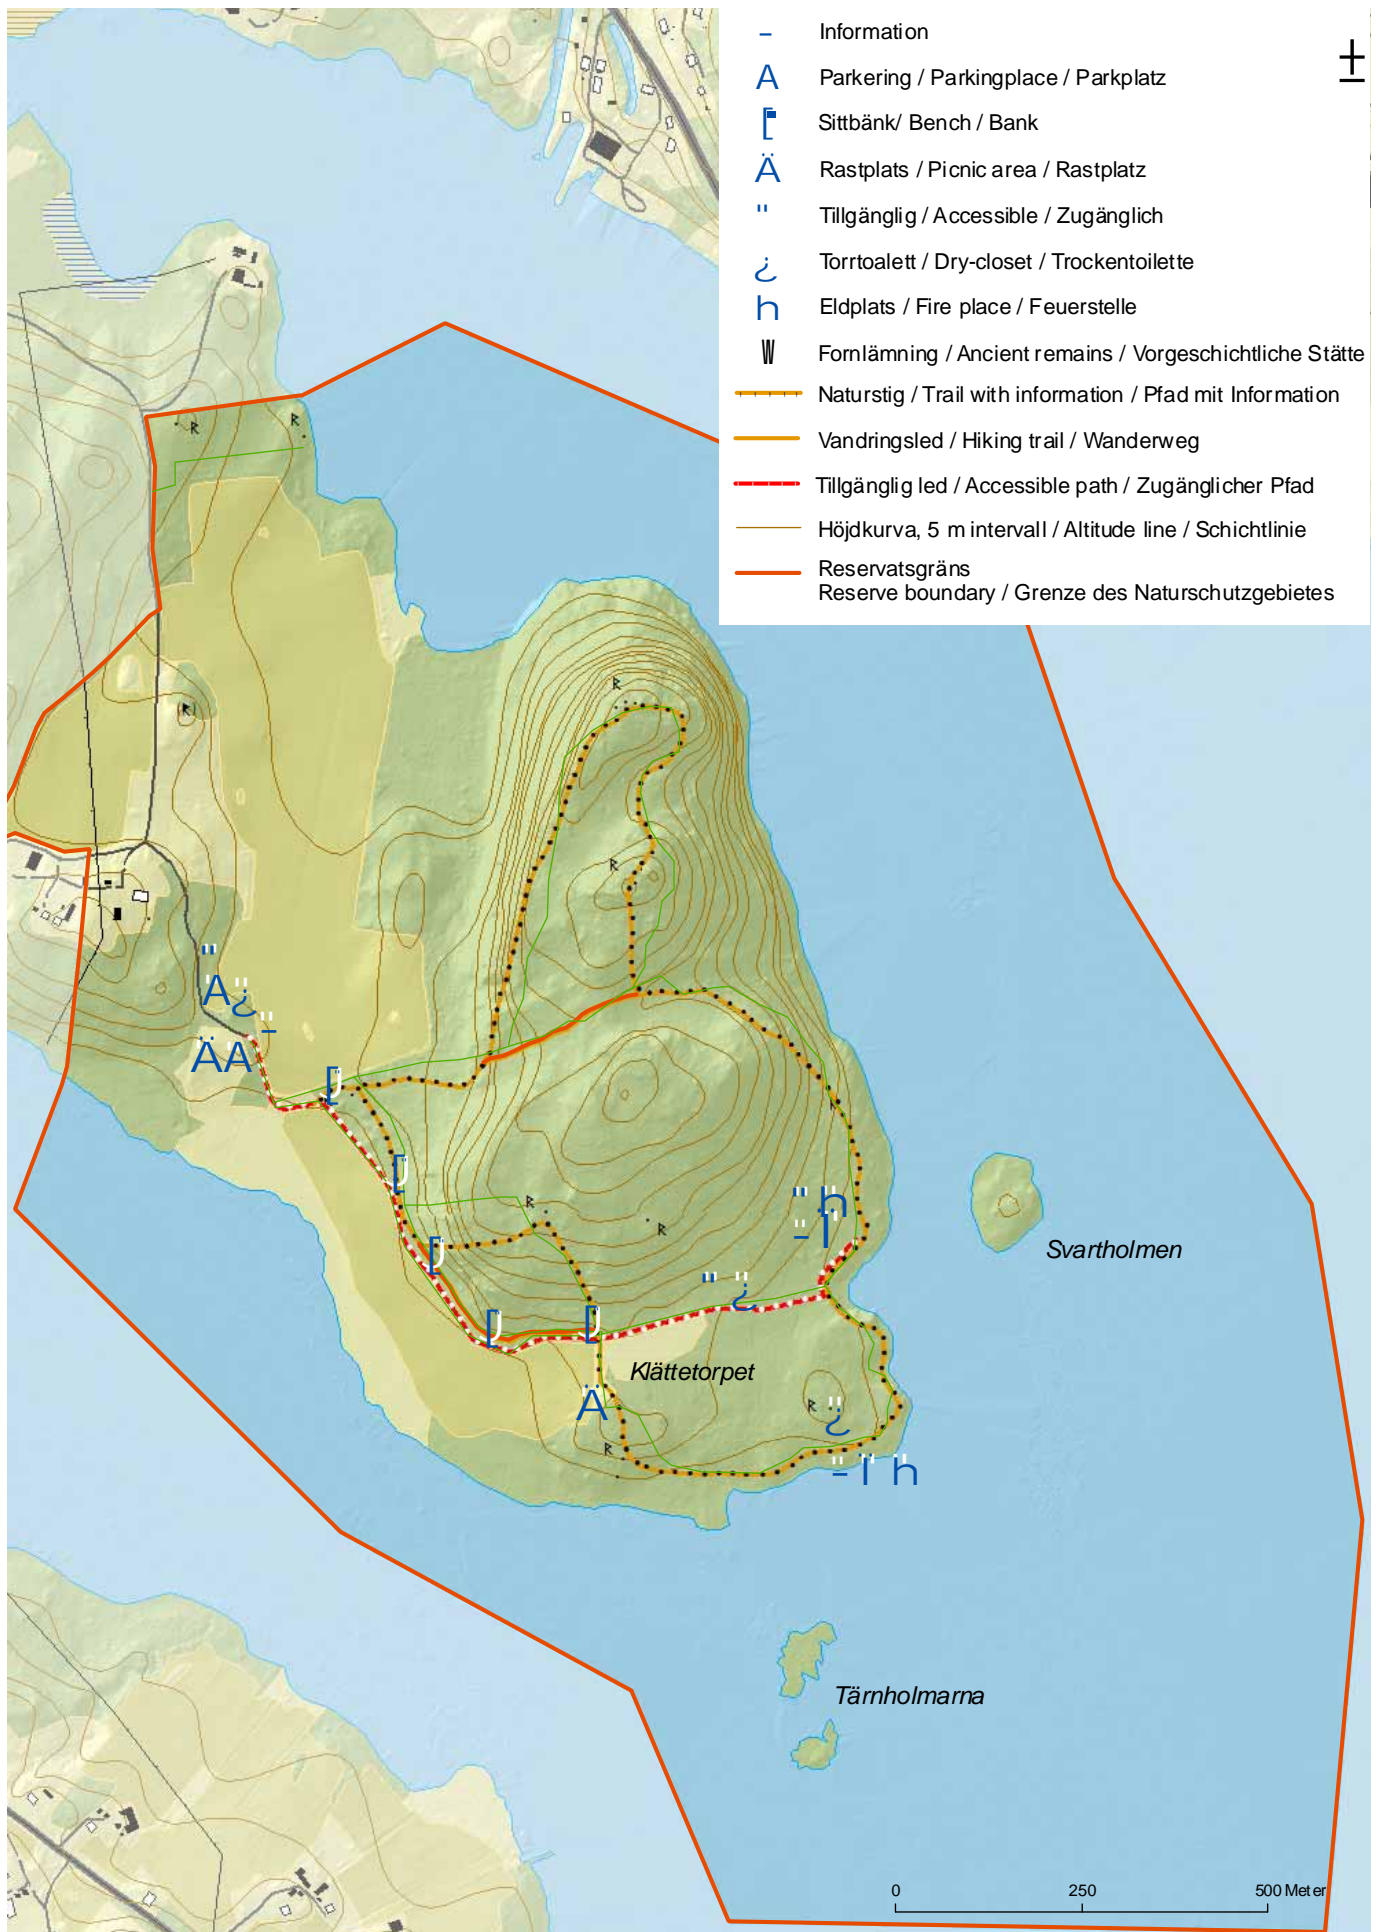 - Information
A Parkering / Parkingplace / Parkplatz
[ Sittbänk/ Bench / Bank
Ä Rastplats / Picnic area / Rastplatz
" Tillgänglig / Accessible / Zugänglich
¿ Torrtoalett / Dry-closet / Trockentoilette
h Eldplats / Fire place / Feuerstelle
Fornlämning / Ancient remains / Vorgeschichtliche Stätte
Naturstig / Trail with information / Pfad mit Information
Vandringsled / Hiking trail / Wanderweg
Tillgänglig led / Accessible path / Zugänglicher Pfad
Höjdkurva, 5 m intervall / Altitude line / Schichtlinie
Reservatsgräns
Reserve boundary / Grenze des Naturschutzgebietes
±
R R
R
R
R
"
A¿
-
ÄA
[
R
[
" h
- Ï
R
R
[
Svartholmen
" ¿
[ [
Klättetorpet
Ä
R ¿
R
- Ï h
Tärnholmarna
0 250 500 Meter